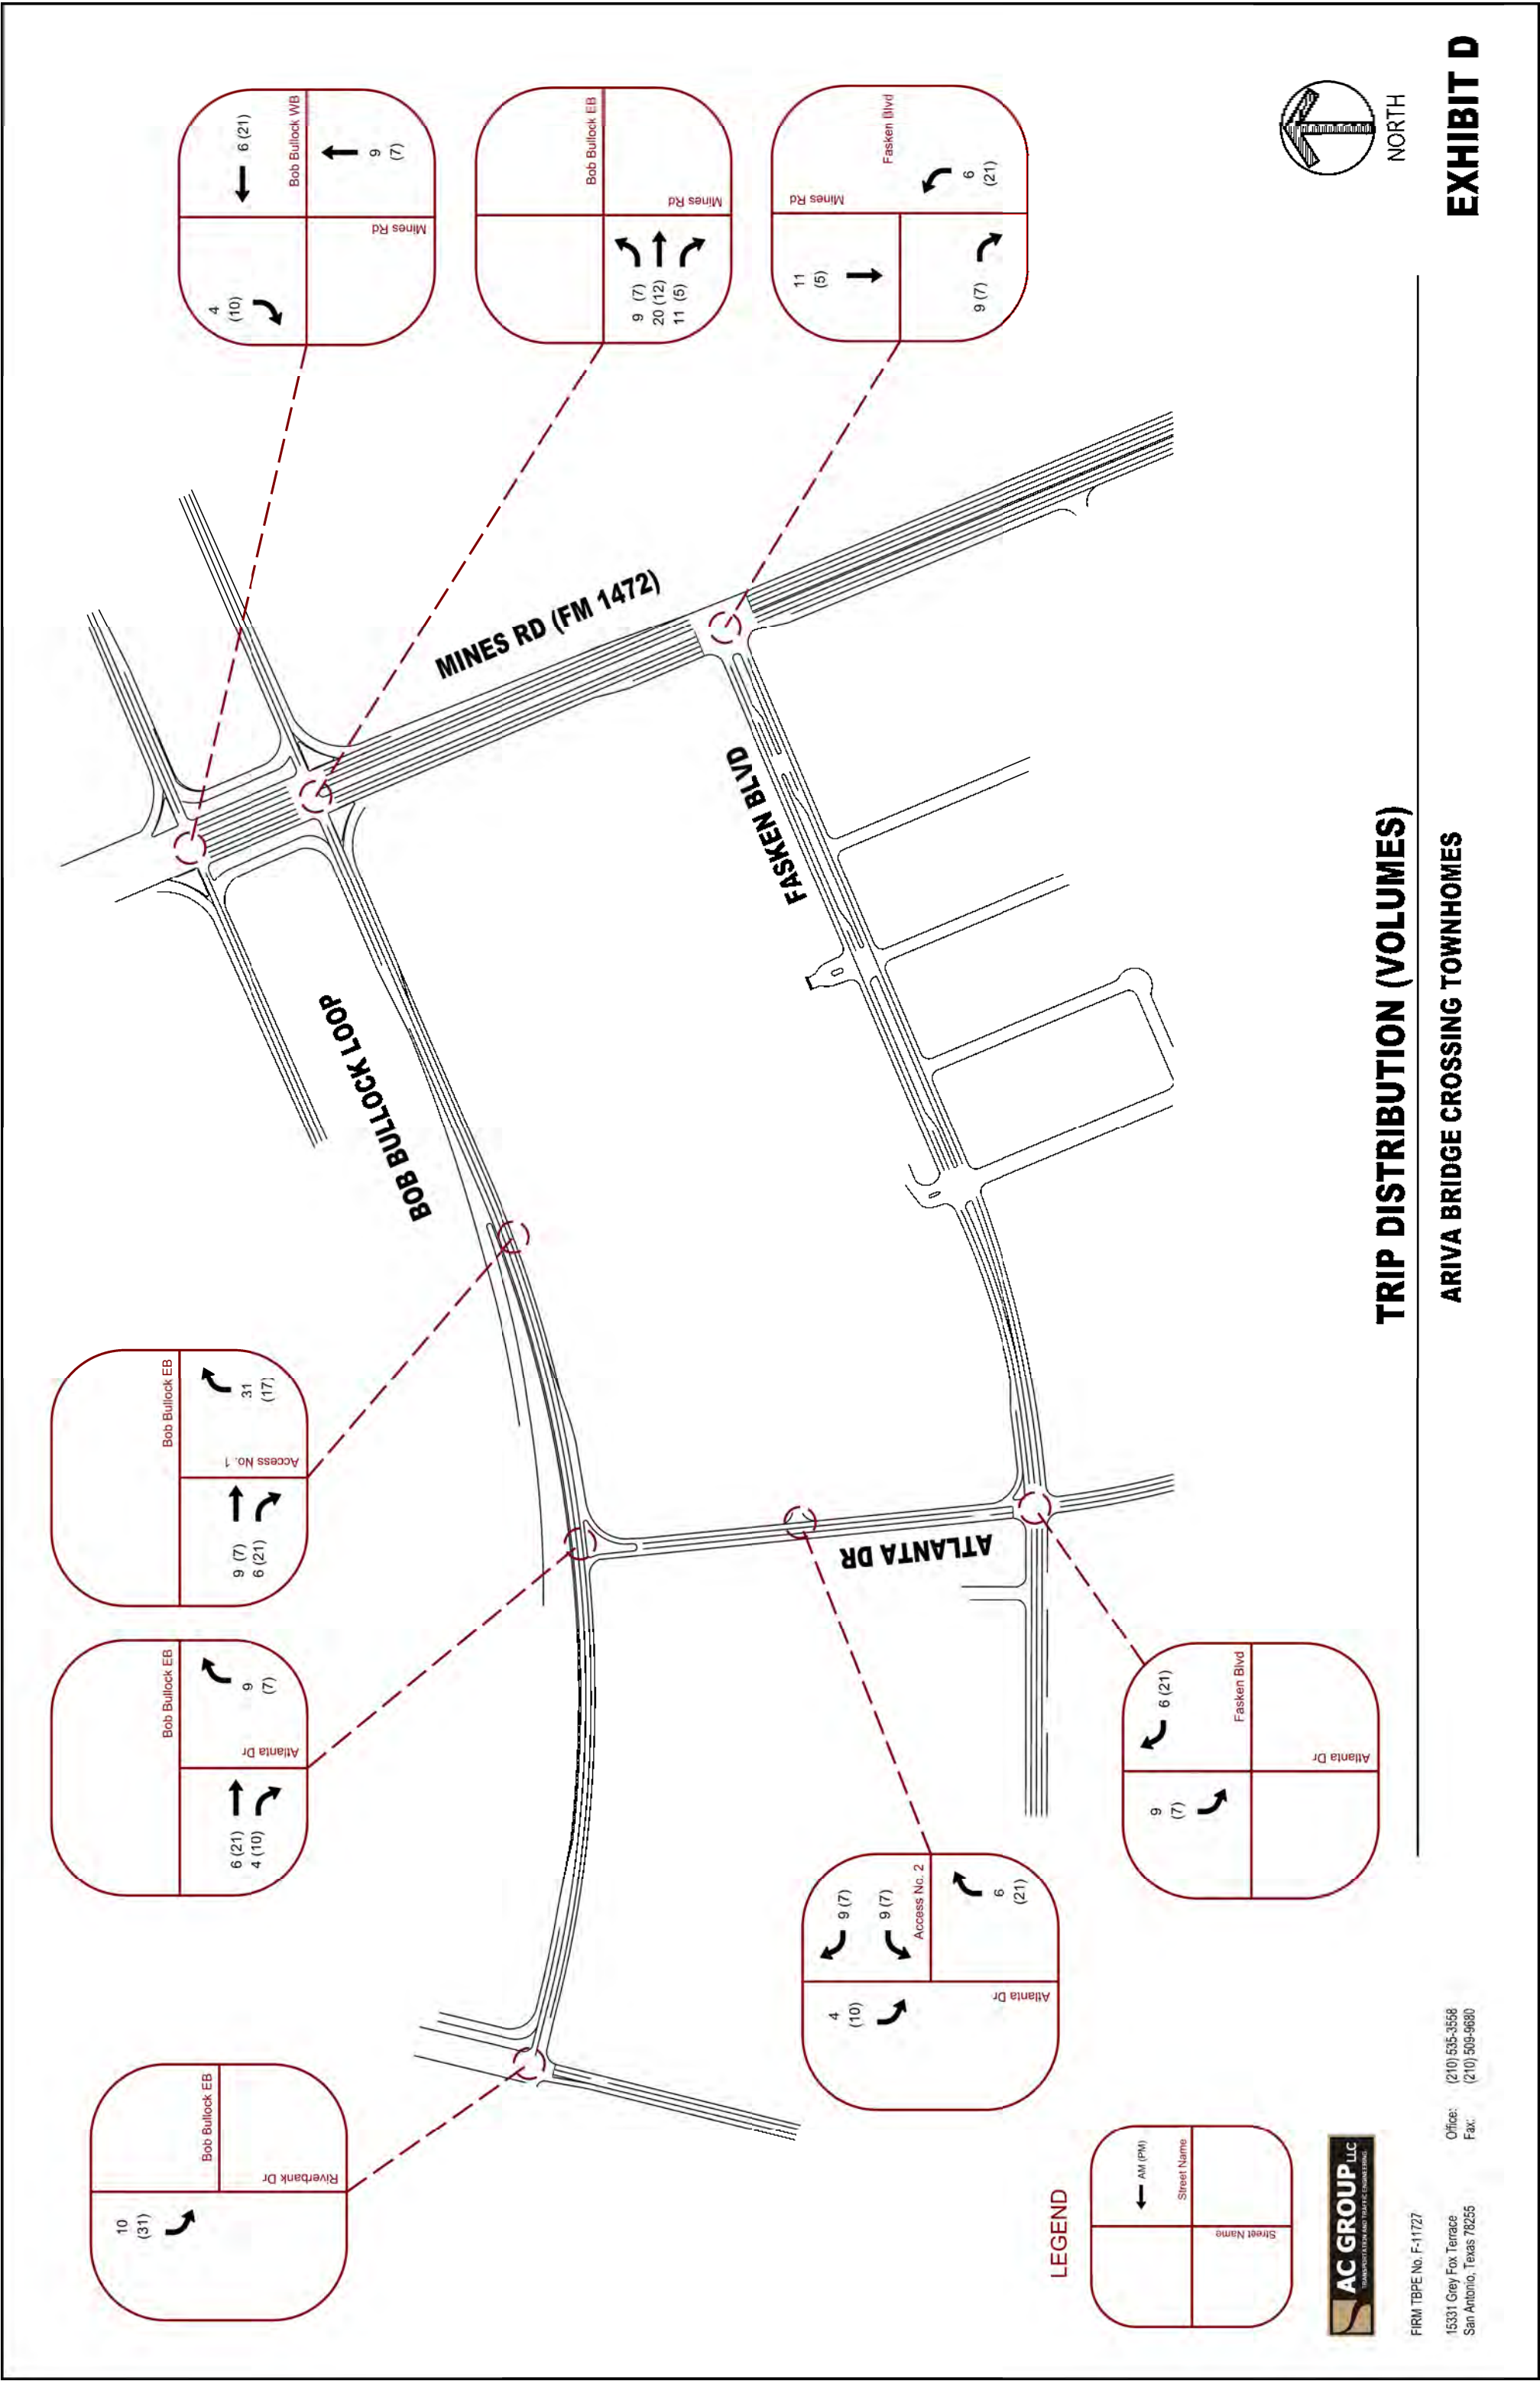 10
(31)
Bob Bullock EB
Riverbank Dr
Bob Bullock EB
6 (21)
4 (10)
Atlanta Dr
9
(7)
Bob Bullock EB
9 (7)
6 (21)
Access No. 1
31
(17)
4
(10)
6 (21)
Bob Bullock WB
Mines Rd
9
(7)
Bob Bullock EB
9 (7)
20 (12)
11 (5)
Mines Rd
11
(5)
Mines Rd
Fasken Blvd
9 (7)
6
(21)
BOB BULLOCK LOOP
MINES RD (FM 1472)
FASKEN BLVD
ATLANTA DR
4
(10)
9 (7)
9 (7)
Access No. 2
Atlanta Dr
6
(21)
9
(7)
6 (21)
Fasken Blvd
Atlanta Dr
LEGEND
AM (PM)
Street Name
Street Name
NORTH
AC GROUP LLC
TRANSPORTATION AND TRAFFIC ENGINEERING
FIRM TBPE No. F-11727
15331 Grey Fox Terrace
San Antonio, Texas 78255
Office: (210) 535-3558
Fax: (210) 509-9680
TRIP DISTRIBUTION (VOLUMES)
ARIVA BRIDGE CROSSING TOWNHOMES
EXHIBIT D